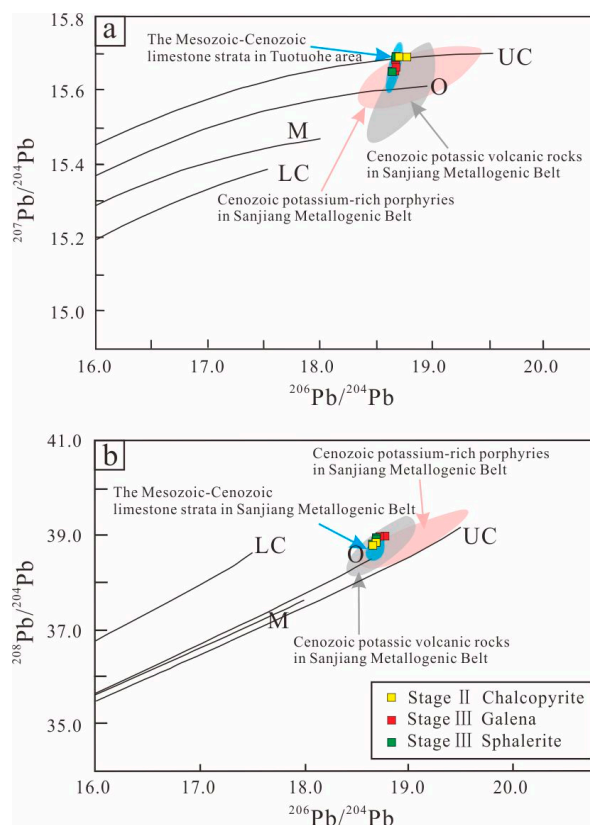 a
15.8
15.6
15.4
15.2
15.0
²⁰⁷Pb/²⁰⁴Pb
The Mesozoic-Cenozoic
limestone strata in Tuotuohe area
UC
O
M
LC
Cenozoic potassic volcanic rocks
in Sanjiang Metallogenic Belt
Cenozoic potassium-rich porphyries
in Sanjiang Metallogenic Belt
16.0 17.0 18.0 19.0 20.0
²⁰⁶Pb/²⁰⁴Pb
b
41.0
39.0
37.0
35.0
²⁰⁸Pb/²⁰⁴Pb
Cenozoic potassium-rich porphyries
in Sanjiang Metallogenic Belt
The Mesozoic-Cenozoic
limestone strata in Sanjiang Metallogenic Belt
LC
O
UC
M
Cenozoic potassic volcanic rocks
in Sanjiang Metallogenic Belt
Stage Ⅱ Chalcopyrite
Stage Ⅲ Galena
Stage Ⅲ Sphalerite
16.0 17.0 18.0 19.0 20.0
²⁰⁶Pb/²⁰⁴Pb